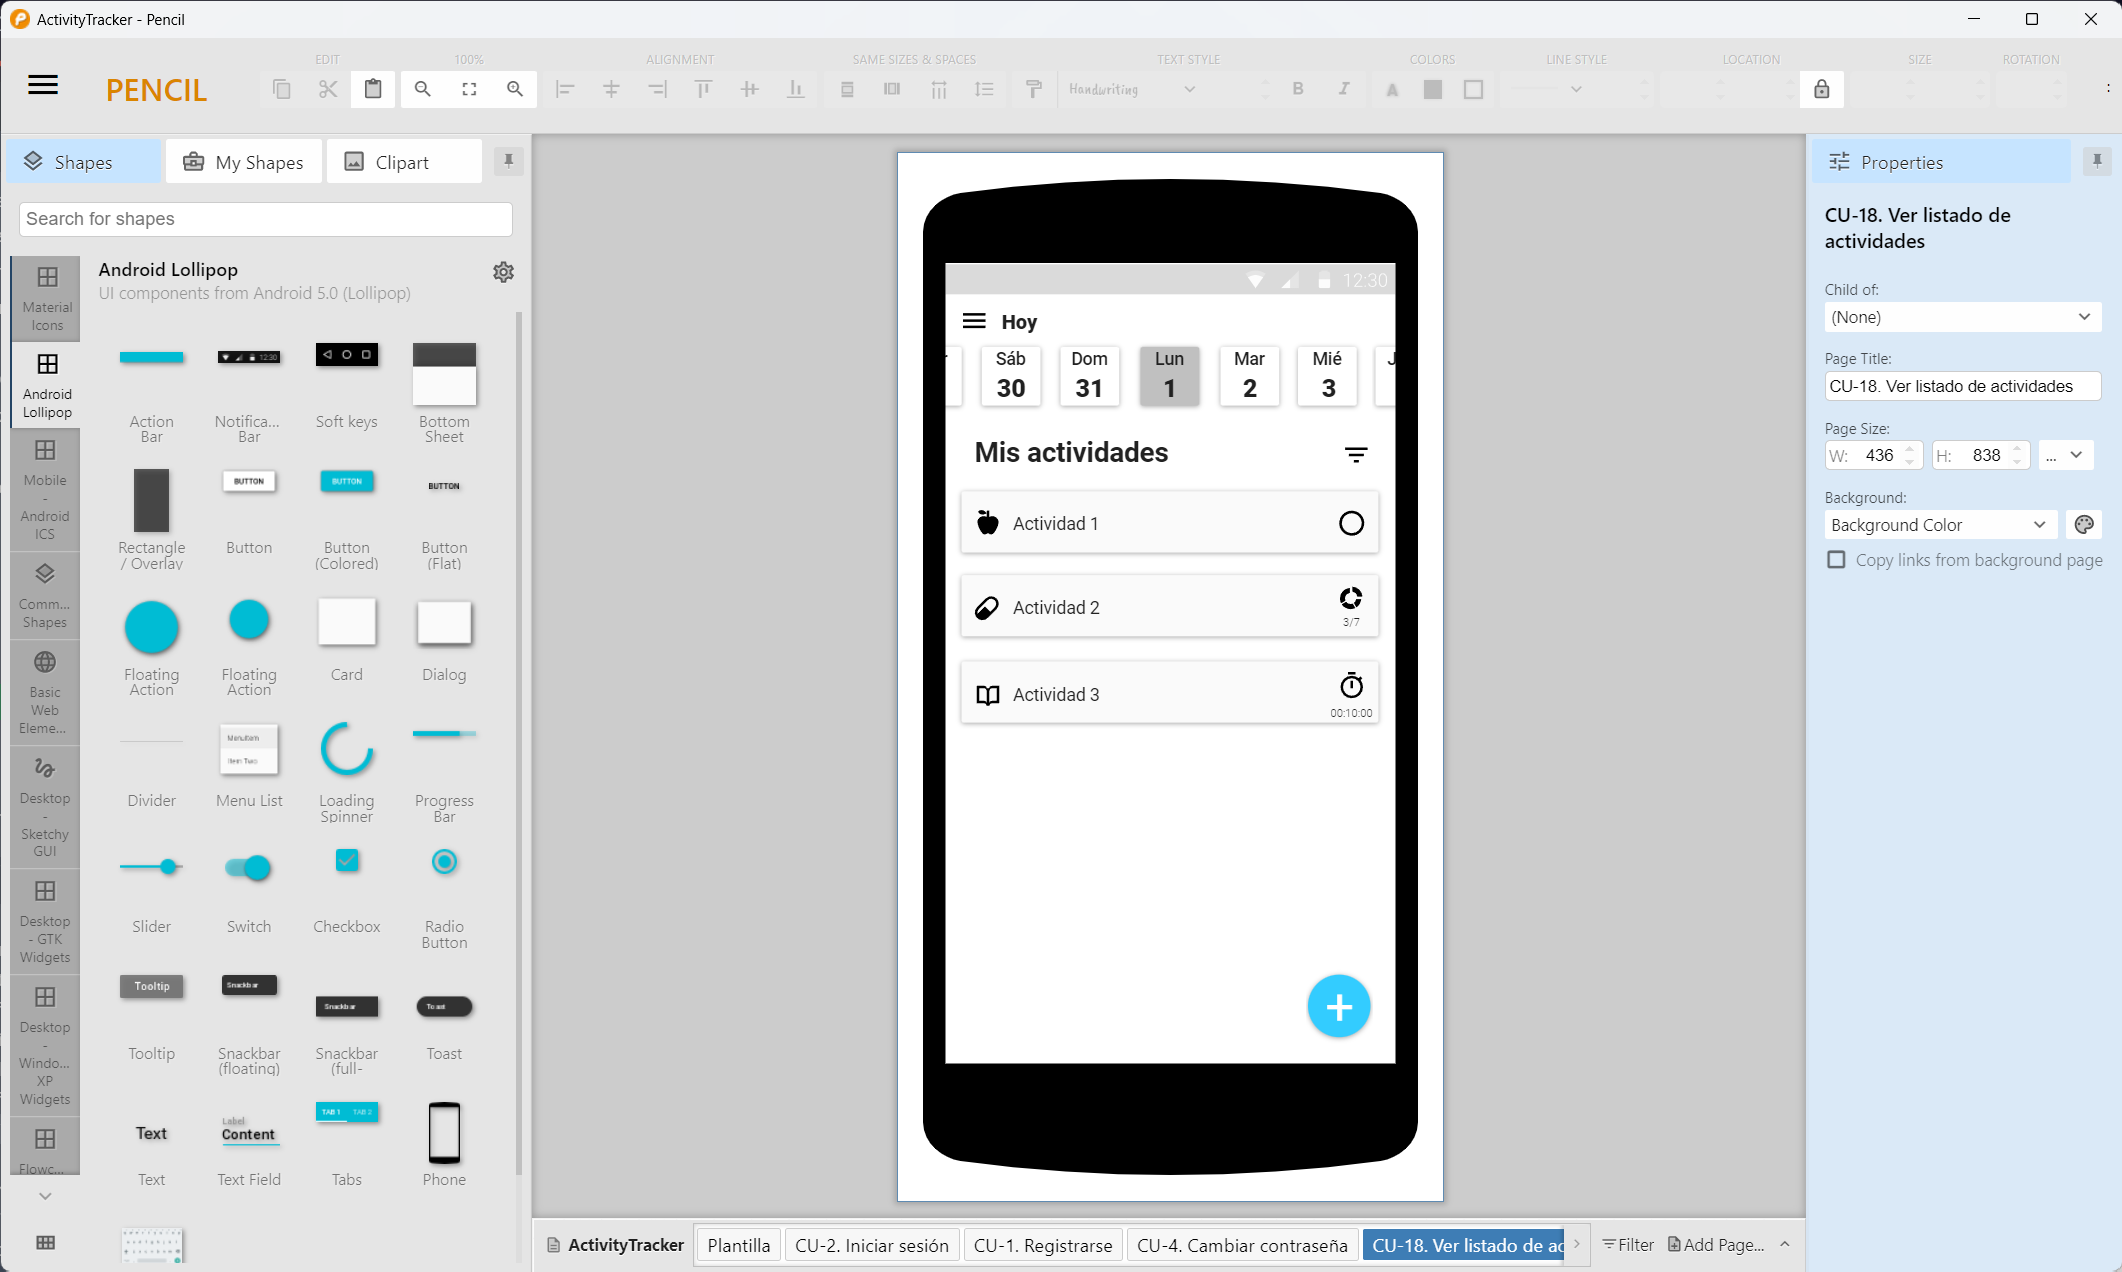 ActivityTracker - Pencil
EDIT
100%
ALIGNMENT
SAME SIZES & SPACES
TEXT STYLE
COLORS
LINE STYLE
LOCATION
SIZE
ROTATION
PENCIL
Handwriting
B
I
A
Shapes
My Shapes
Clipart
Search for shapes
Material
Icons
Android
Lollipop
Mobile
-
Android
ICS
Comm...
Shapes
Basic
Web
Eleme...
Desktop
-
Sketchy
GUI
Desktop
- GTK
Widgets
Desktop
-
Windo...
XP
Widgets
Flowc...
Android Lollipop
UI components from Android 5.0 (Lollipop)
12:30
Action
Bar
Notifica...
Bar
Soft keys
Bottom
Sheet
BUTTON
BUTTON
BUTTON
Rectangle
/ Overlay
Button
Button
(Colored)
Button
(Flat)
Floating
Action
Floating
Action
Card
Dialog
MenuItem
Item Two
Divider
Menu List
Loading
Spinner
Progress
Bar
Slider
Switch
Checkbox
Radio
Button
Tooltip
Snackbar
Snackbar
Toast
Tooltip
Snackbar
(floating)
Snackbar
(full-
Toast
Text
Label
Content
TAB 1 TAB 2
Text
Text Field
Tabs
Phone
12:30
Hoy
Sáb
30
Dom
31
Lun
1
Mar
2
Mié
3
J
Mis actividades
Actividad 1
Actividad 2
3/7
Actividad 3
00:10:00
+
Properties
CU-18. Ver listado de
actividades
Child of:
(None)
Page Title:
CU-18. Ver listado de actividades
Page Size:
W: 436
H: 838
...
Background:
Background Color
Copy links from background page
ActivityTracker
Plantilla
CU-2. Iniciar sesión
CU-1. Registrarse
CU-4. Cambiar contraseña
CU-18. Ver listado de ac
Filter
Add Page...